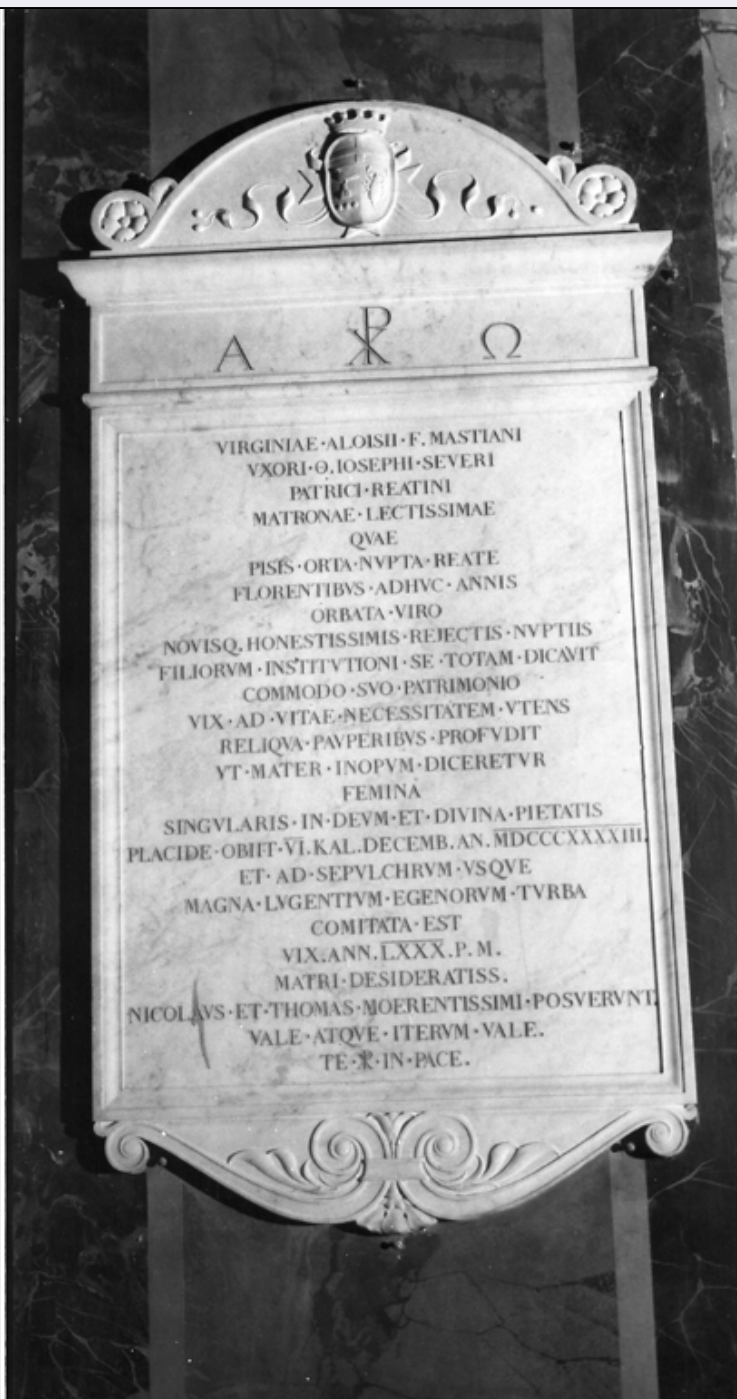 Α ☧ Ω
VIRGINIAE·ALOISII·F. MASTIANI
VXORI·Θ. IOSEPHI·SEVERI
PATRICI·REATINI
MATRONAE·LECTISSIMAE
QVAE
PISIS·ORTA·NVPTA·REATE
FLORENTIBVS·ADHVC·ANNIS
ORBATA·VIRO
NOVISQ. HONESTISSIMIS·REJECTIS·NVPTIIS
FILIORVM·INSTITVTIONI·SE·TOTAM·DICAVIT
COMMODO·SVO·PATRIMONIO
VIX·AD·VITAE·NECESSITATEM·VTENS
RELIQVA·PAVPERIBVS·PROFVDIT
VT·MATER·INOPVM·DICERETVR
FEMINA
SINGVLARIS·IN·DEVM·ET·DIVINA·PIETATIS
PLACIDE·OBIIT·VI. KAL. DECEMB. AN. MDCCCXXXXIII.
ET·AD·SEPVLCHRVM·VSQVE
MAGNA·LVGENTIVM·EGENORVM·TVRBA
COMITATA·EST
VIX. ANN. LXXX. P. M.
MATRI·DESIDERATISS.
NICOLAVS·ET·THOMAS·MOERENTISSIMI·POSVERVNT.
VALE·ATQVE·ITERVM·VALE.
TE·☧·IN·PACE.